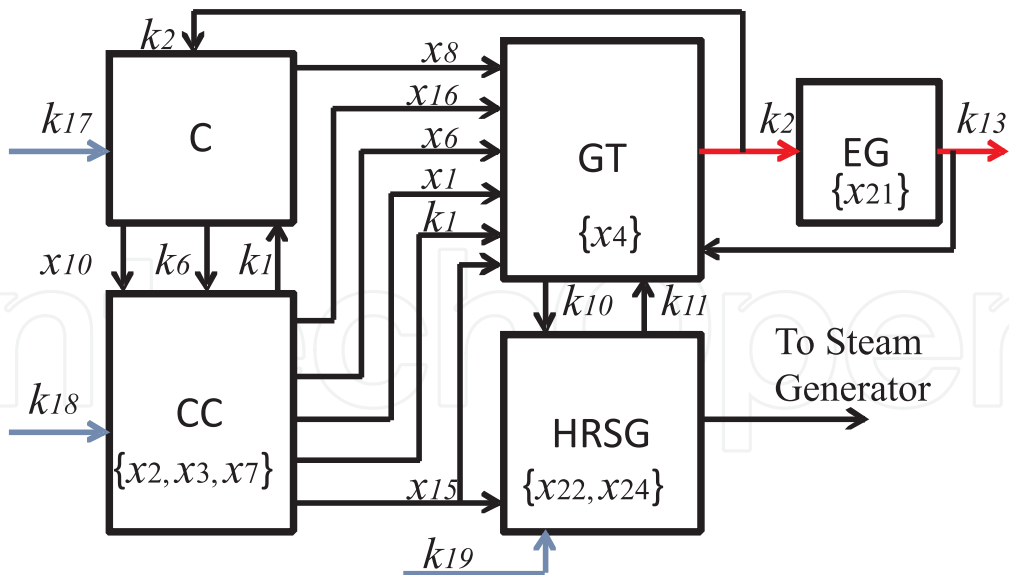 k2
x8
k17
C
x16
x6
x1
k1
GT
{x4}
k2
EG
{x21}
k13
x10
k6
k1
k10
k11
To Steam
Generator
k18
CC
{x2, x3, x7}
x15
HRSG
{x22, x24}
k19